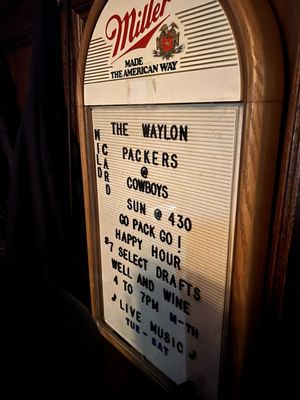 Miller
MADE
THE AMERICAN WAY
WILD
CARD
THE WAYLON
PACKERS
@
COWBOYS
SUN @ 430
GO PACK GO!
HAPPY HOUR
$7 SELECT DRAFTS
WELL AND WINE
4 TO 7PM M-TH
♪ LIVE MUSIC ♪
TUE-SAT